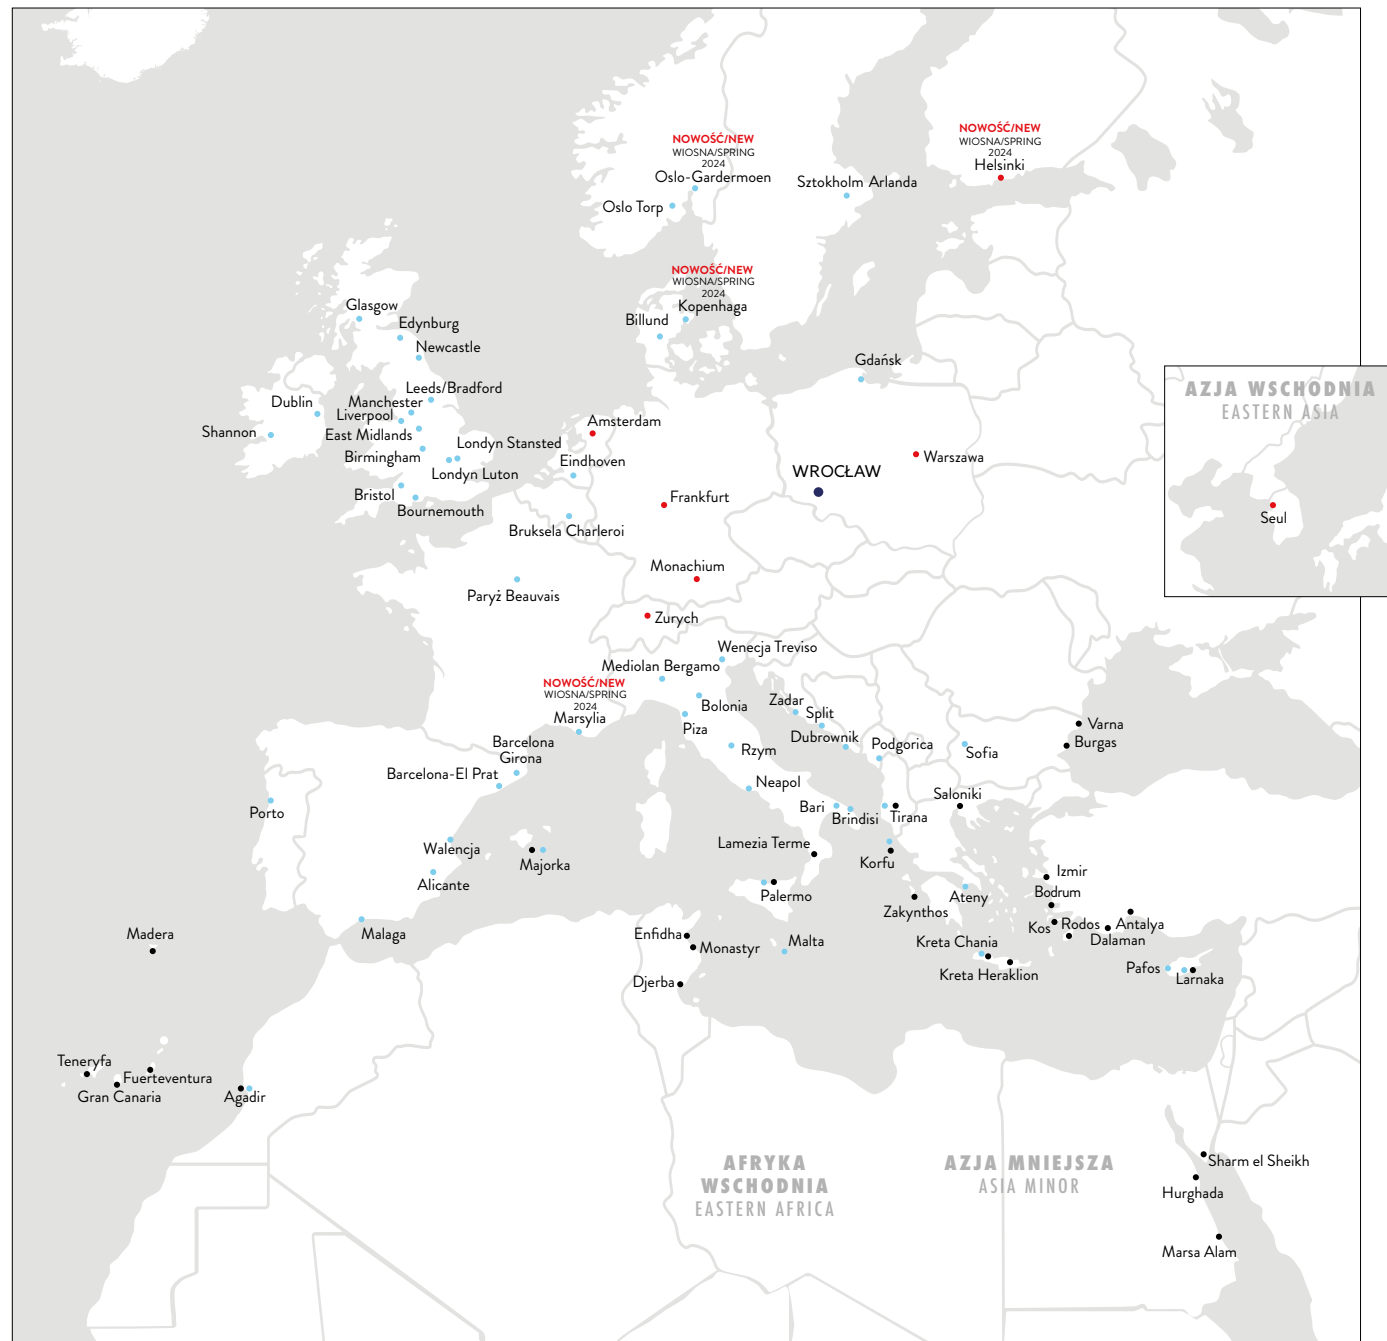 NOWOŚĆ/NEW
WIOSNA/SPRING
2024
Helsinki
NOWOŚĆ/NEW
WIOSNA/SPRING
2024
Oslo-Gardermoen
Sztokholm Arlanda
Oslo Torp
NOWOŚĆ/NEW
WIOSNA/SPRING
2024
Kopenhaga
Billund
Glasgow
Edynburg
Newcastle
Gdańsk
Leeds/Bradford
Dublin
Manchester
Liverpool
Shannon
East Midlands
Birmingham
Londyn Stansted
Londyn Luton
Bristol
Bournemouth
Amsterdam
Eindhoven
WROCŁAW
Warszawa
Frankfurt
Bruksela Charleroi
AZJA WSCHODNIA
EASTERN ASIA
Seul
Monachium
Paryż Beauvais
Zurych
Wenecja Treviso
Mediolan Bergamo
NOWOŚĆ/NEW
WIOSNA/SPRING
2024
Marsylia
Bolonia
Piza
Zadar
Split
Dubrownik
Podgorica
Sofia
Varna
Burgas
Barcelona
Girona
Barcelona-El Prat
Rzym
Neapol
Porto
Bari
Brindisi
Tirana
Saloniki
Walencja
Majorka
Lamezia Terme
Korfu
Alicante
Palermo
Zakynthos
Ateny
Izmir
Bodrum
Kos
Rodos
Antalya
Dalaman
Madera
Malaga
Enfidha
Monastyr
Malta
Kreta Chania
Kreta Heraklion
Pafos
Larnaka
Djerba
Teneryfa
Fuerteventura
Gran Canaria
Agadir
AFRYKA
WSCHODNIA
EASTERN AFRICA
AZJA MNIEJSZA
ASIA MINOR
Sharm el Sheikh
Hurghada
Marsa Alam